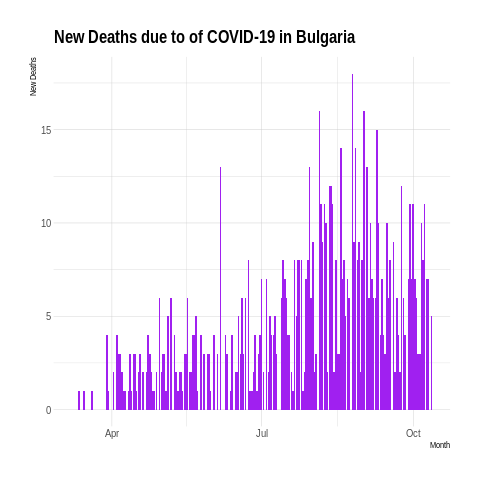 New Deaths due to of COVID-19 in Bulgaria
New Deaths
15
10
5
0
Apr
Jul
Oct
Month